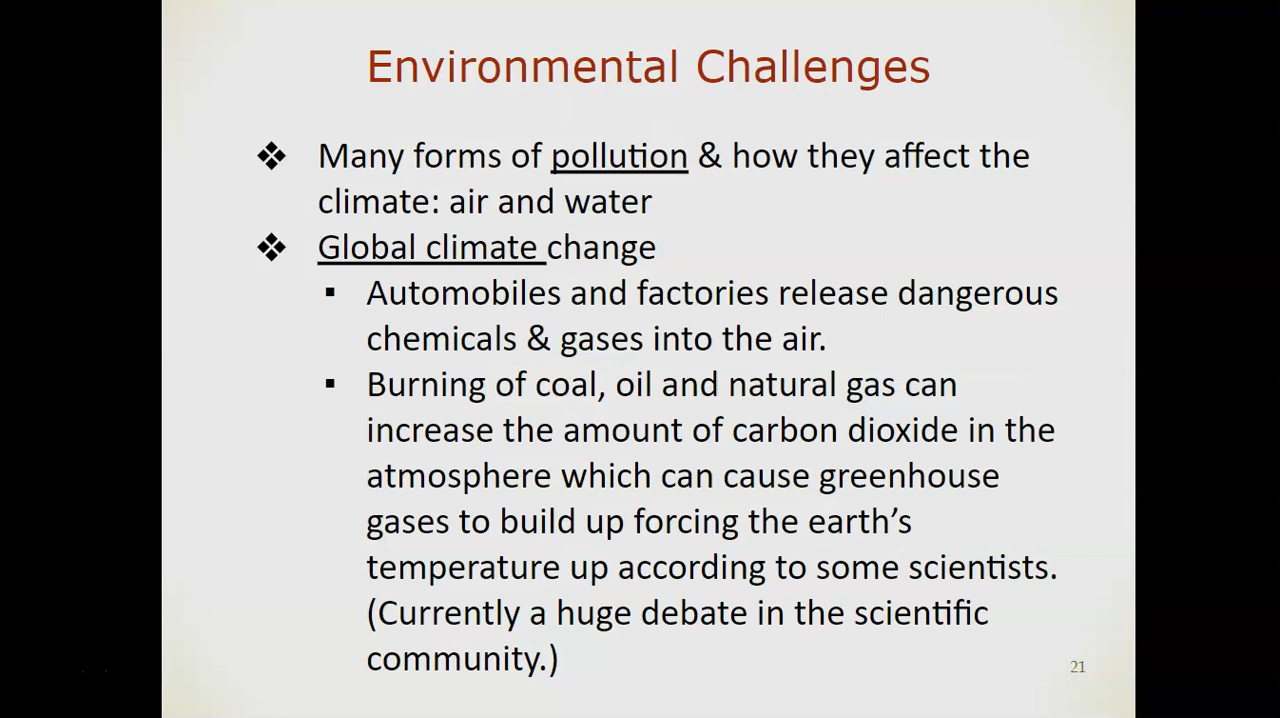 Environmental Challenges
❖ Many forms of pollution & how they affect the
climate: air and water
❖ Global climate change
▪ Automobiles and factories release dangerous
chemicals & gases into the air.
▪ Burning of coal, oil and natural gas can
increase the amount of carbon dioxide in the
atmosphere which can cause greenhouse
gases to build up forcing the earth’s
temperature up according to some scientists.
(Currently a huge debate in the scientific
community.)
21